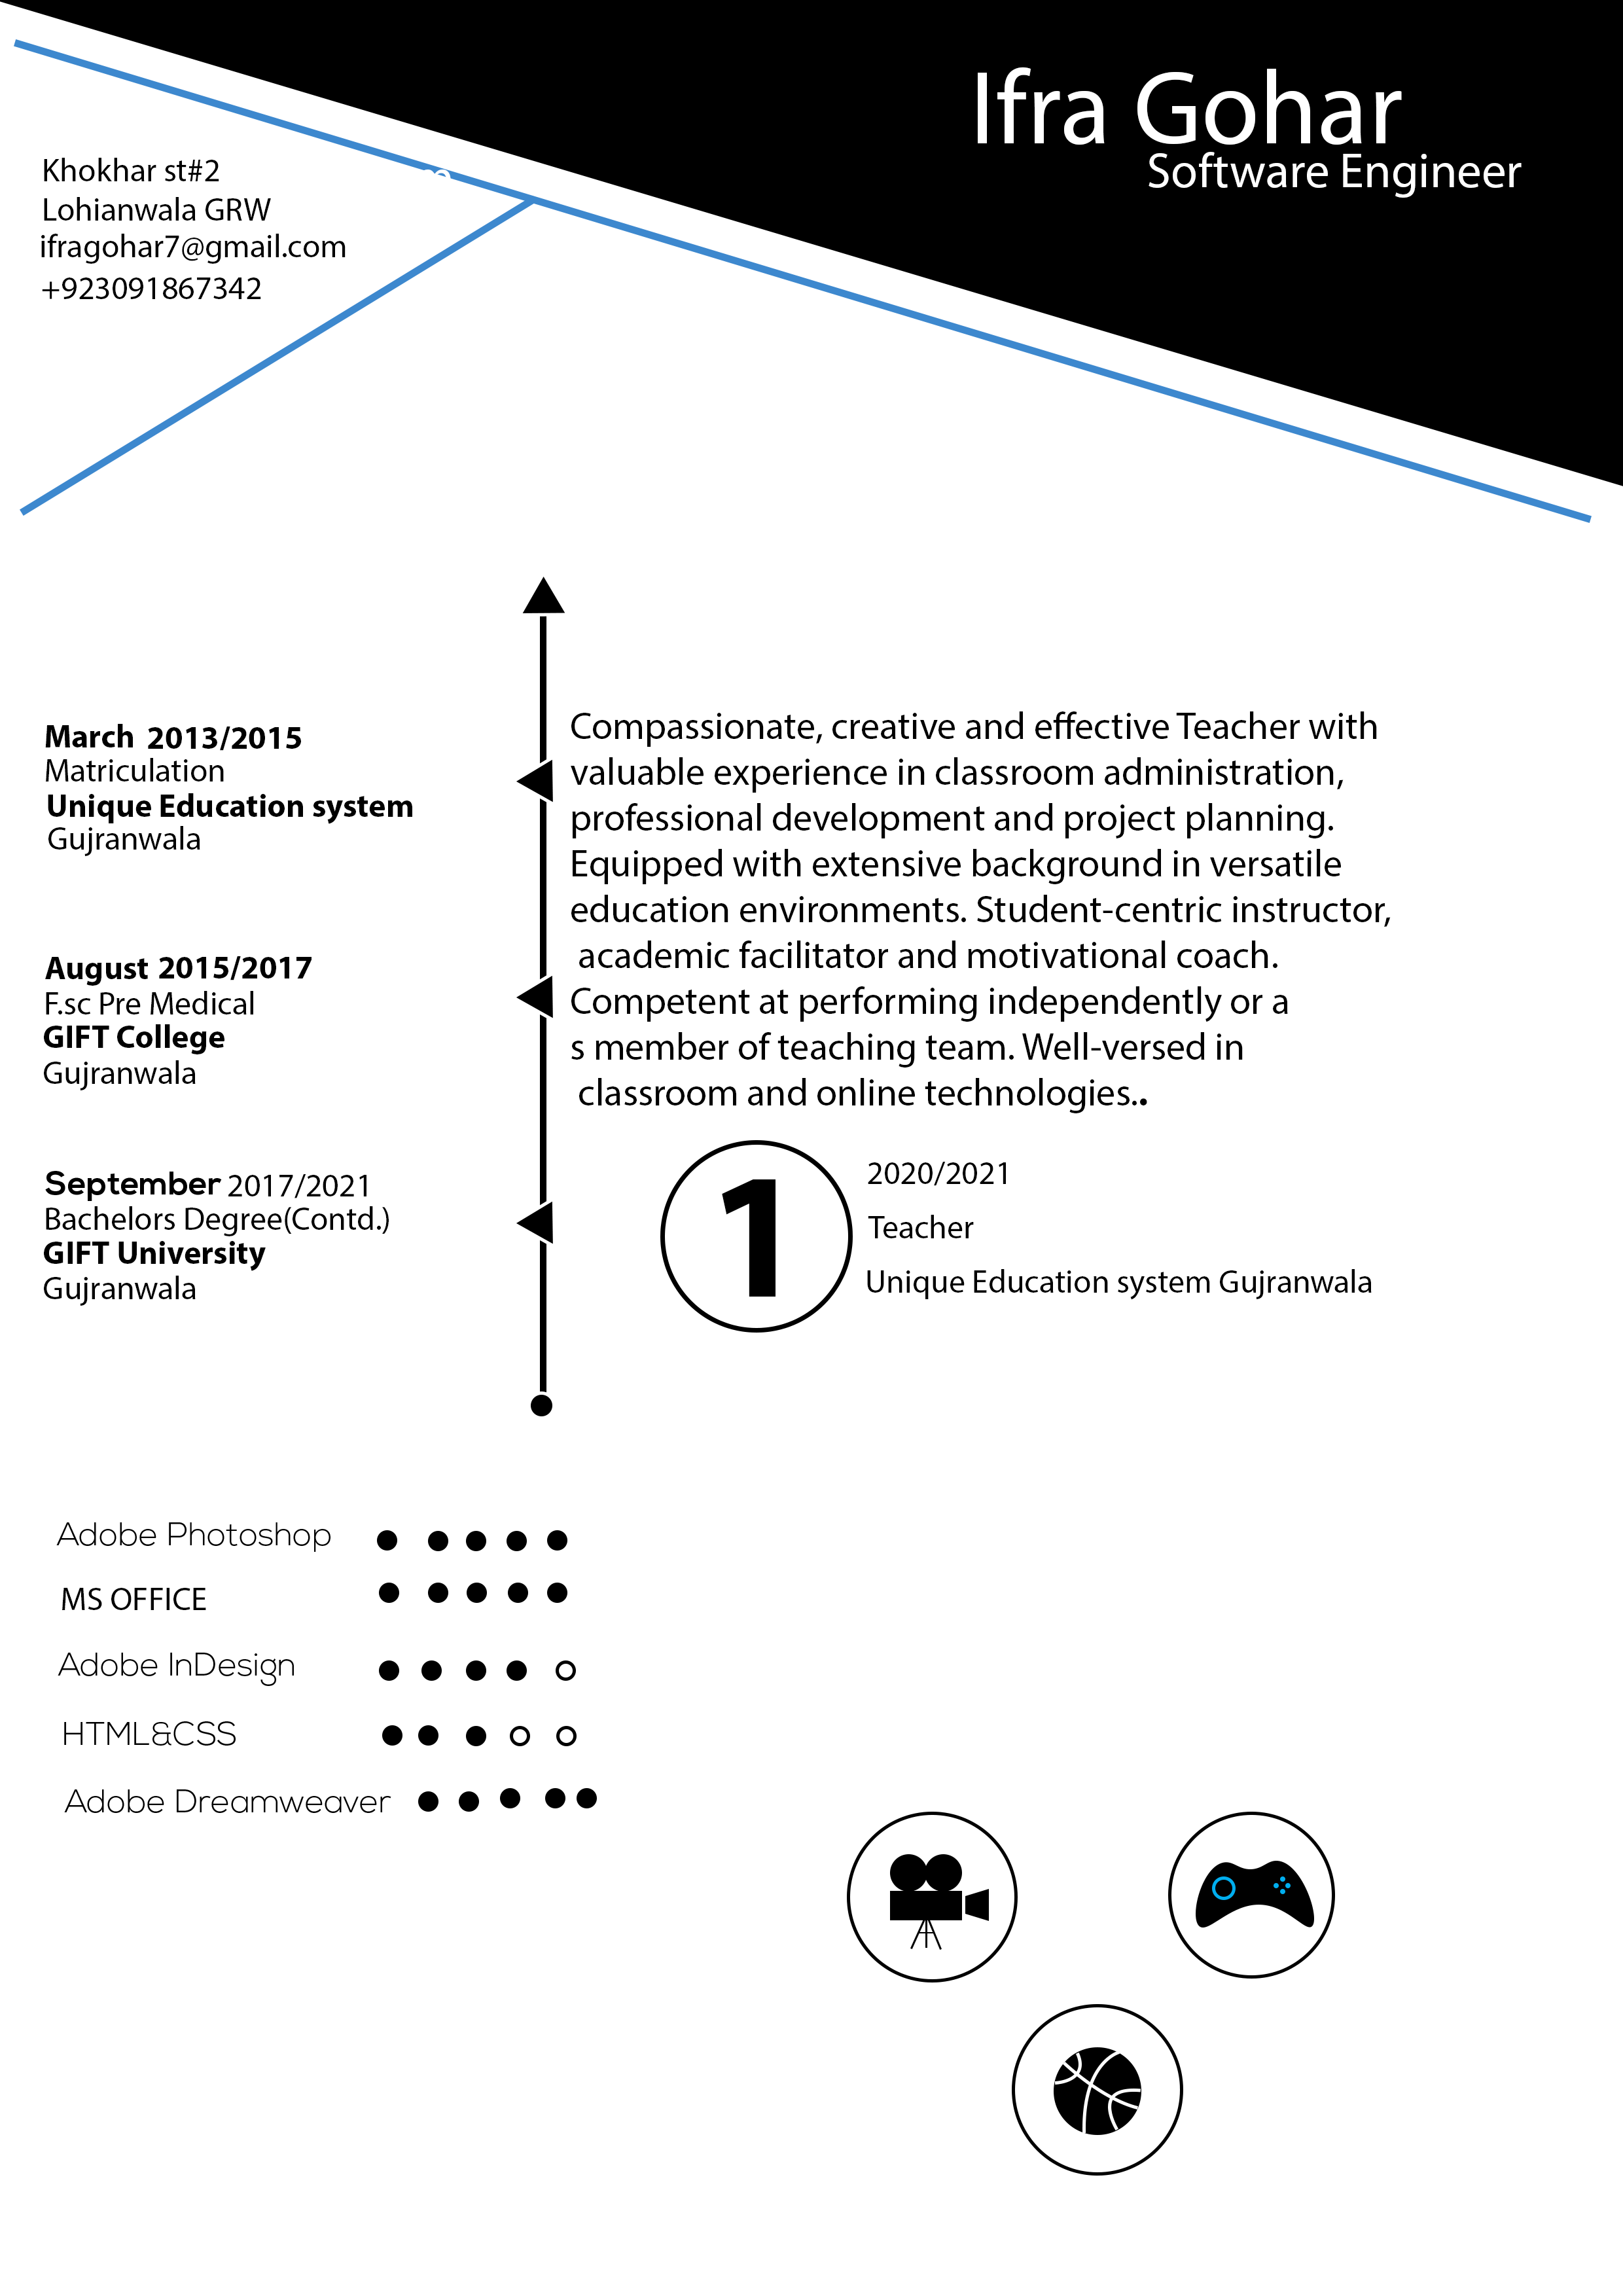 Ifra Gohar
Software Engineer
Khokhar st#2
Lohianwala GRW
ifragohar7@gmail.com
+923091867342
March 2013/2015
Matriculation
Unique Education system
Gujranwala
August 2015/2017
F.sc Pre Medical
GIFT College
Gujranwala
September 2017/2021
Bachelors Degree(Contd.)
GIFT University
Gujranwala
Compassionate, creative and effective Teacher with
valuable experience in classroom administration,
professional development and project planning.
Equipped with extensive background in versatile
education environments. Student-centric instructor,
academic facilitator and motivational coach.
Competent at performing independently or a
s member of teaching team. Well-versed in
classroom and online technologies..
1
2020/2021
Teacher
Unique Education system Gujranwala
Adobe Photoshop
MS OFFICE
Adobe InDesign
HTML&CSS
Adobe Dreamweaver